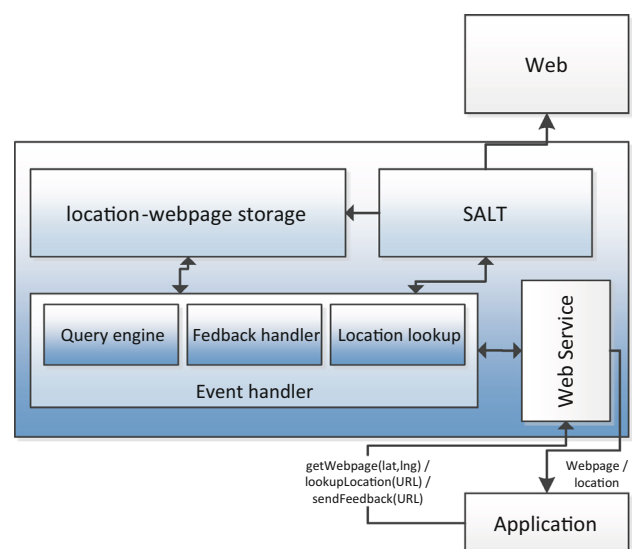 Web
location-webpage storage
SALT
Query engine
Fedback handler
Location lookup
Event handler
Web Service
getWebpage(lat,lng) /
lookupLocation(URL) /
sendFeedback(URL)
Webpage /
location
Application